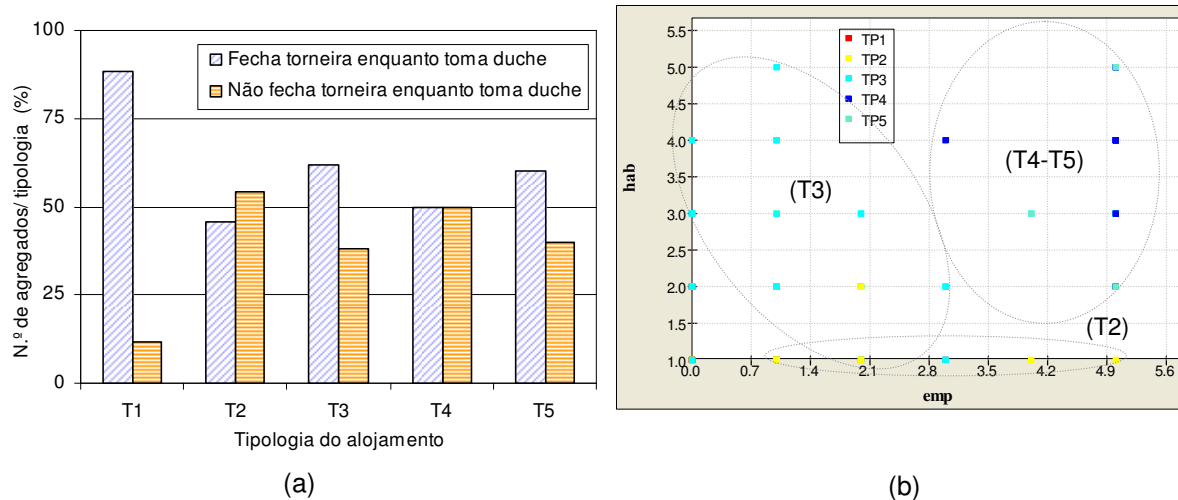 100
75
50
25
0
N.º de agregados/ tipologia (%)
Fecha torneira enquanto toma duche
Não fecha torneira enquanto toma duche
T1 T2 T3 T4 T5
Tipologia do alojamento
(a)
5.5
5.0
4.5
4.0
3.5
3.0
2.5
2.0
1.5
1.0
hab
TP1
TP2
TP3
TP4
TP5
(T4-T5)
(T3)
(T2)
0.0 0.7 1.4 2.1 2.8 3.5 4.2 4.9 5.6
emp
(b)